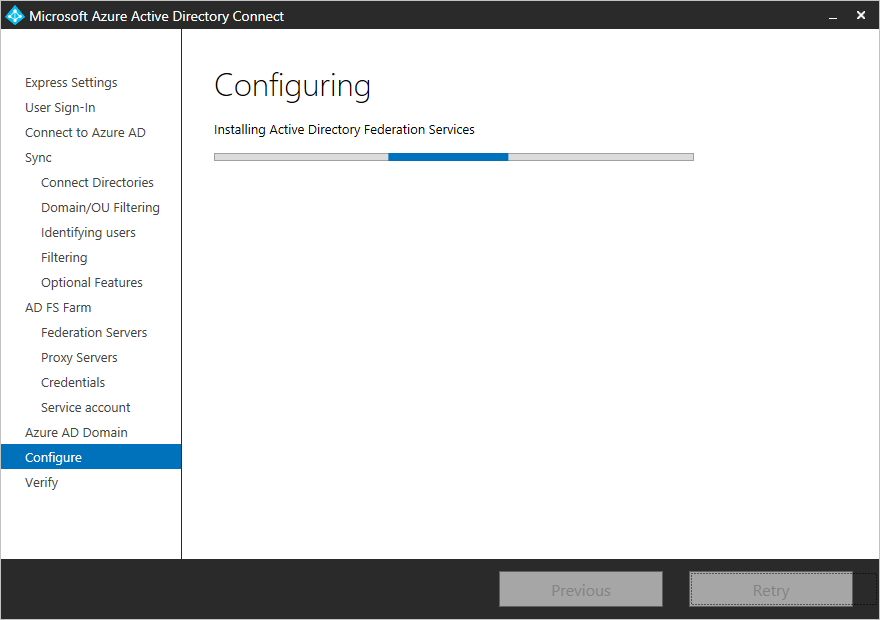 Microsoft Azure Active Directory Connect
Express Settings
User Sign-In
Connect to Azure AD
Sync
Connect Directories
Domain/OU Filtering
Identifying users
Filtering
Optional Features
AD FS Farm
Federation Servers
Proxy Servers
Credentials
Service account
Azure AD Domain
Configure
Verify
Configuring
Installing Active Directory Federation Services
Previous
Retry